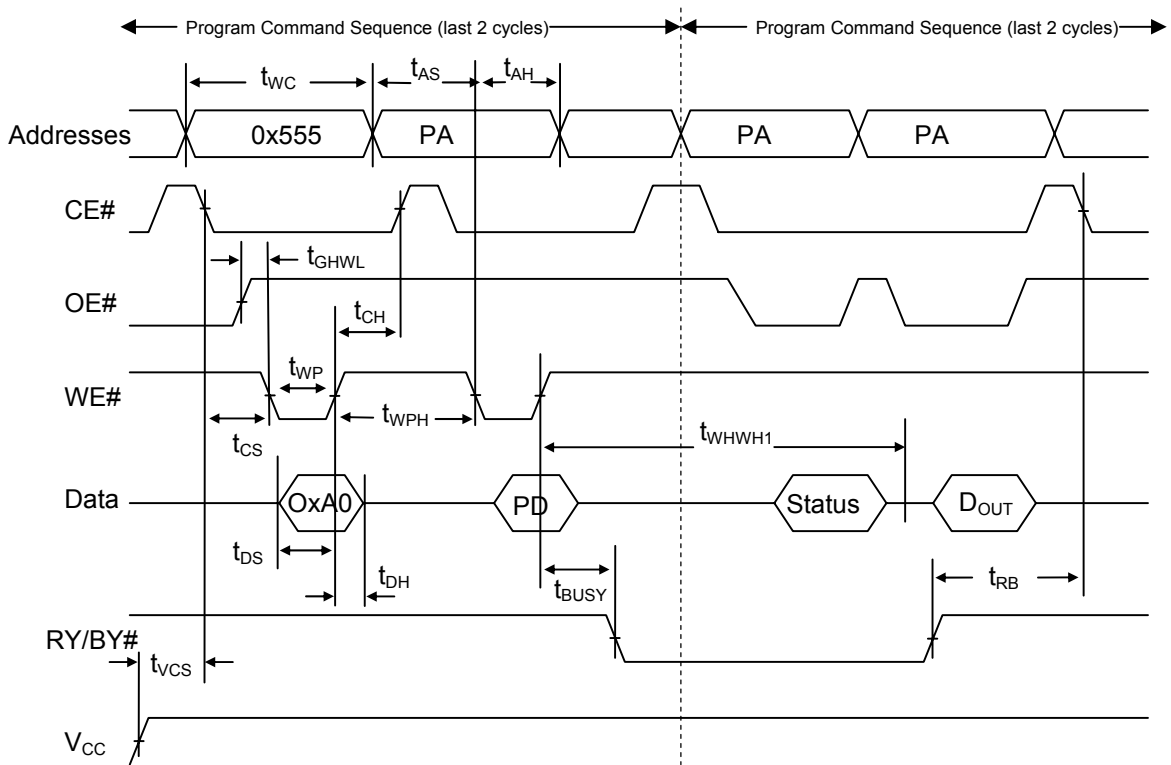 Program Command Sequence (last 2 cycles) Program Command Sequence (last 2 cycles)
tWC tAS tAH
Addresses 0x555 PA PA PA
CE#
tGHWL
OE#
tCH
tWP
WE#
tWPH
tCS tWHWH1
Data OxA0 PD Status DOUT
tDS tDH tBUSY tRB
RY/BY#
tVCS
VCC